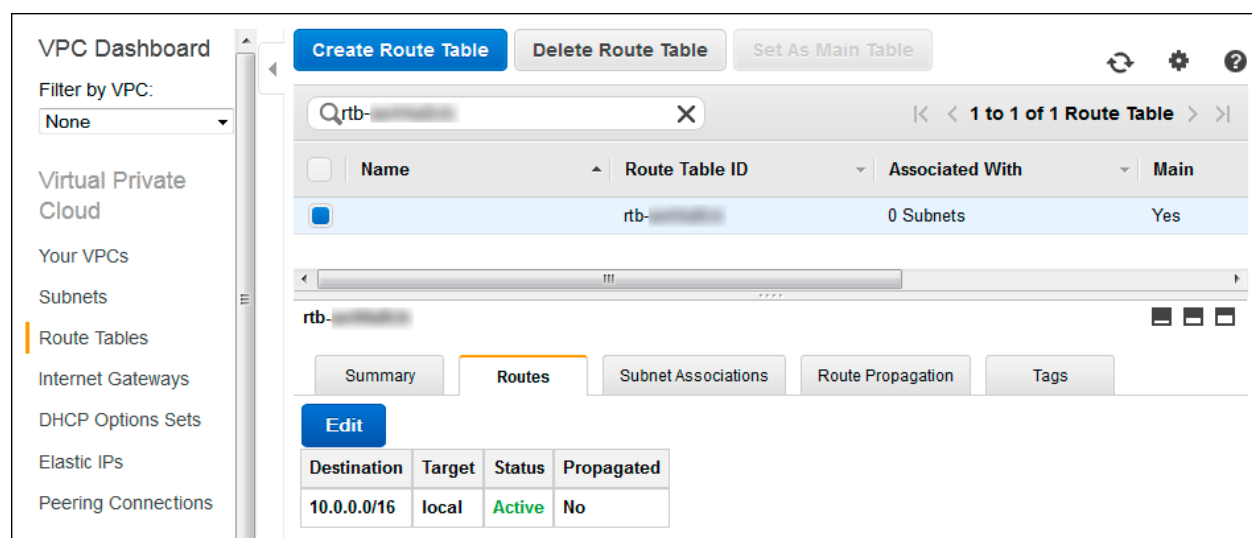 VPC Dashboard
Filter by VPC:
None
Virtual Private
Cloud
Your VPCs
Subnets
Route Tables
Internet Gateways
DHCP Options Sets
Elastic IPs
Peering Connections
Create Route Table Delete Route Table Set As Main Table
rtb- 1 to 1 of 1 Route Table
Name Route Table ID Associated With Main
rtb- 0 Subnets Yes
rtb-
Summary Routes Subnet Associations Route Propagation Tags
Edit
Destination Target Status Propagated
10.0.0.0/16 local Active No